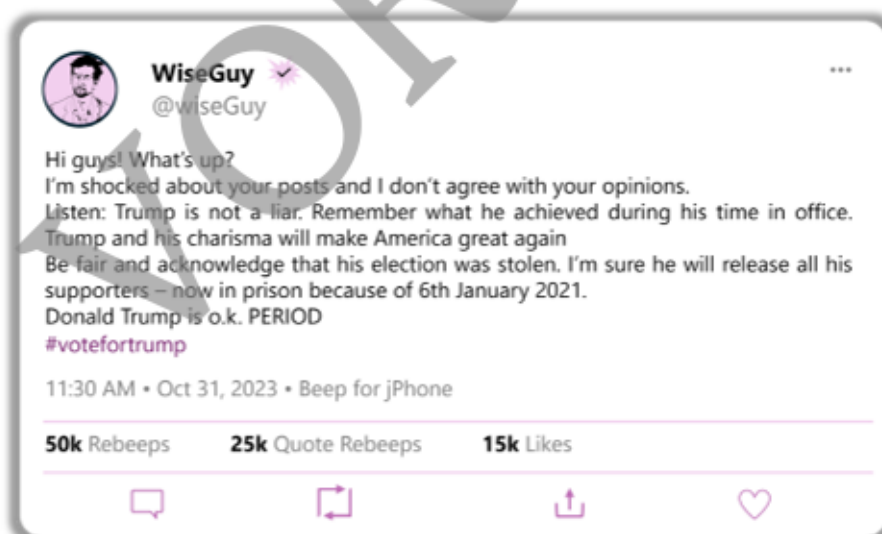 VOR
WiseGuy
@wiseGuy
Hi guys! What's up?
I'm shocked about your posts and I don't agree with your opinions.
Listen: Trump is not a liar. Remember what he achieved during his time in office.
Trump and his charisma will make America great again
Be fair and acknowledge that his election was stolen. I'm sure he will release all his
supporters – now in prison because of 6th January 2021.
Donald Trump is o.k. PERIOD
#votefortrump
11:30 AM • Oct 31, 2023 • Beep for jPhone
50k Rebeeps 25k Quote Rebeeps 15k Likes